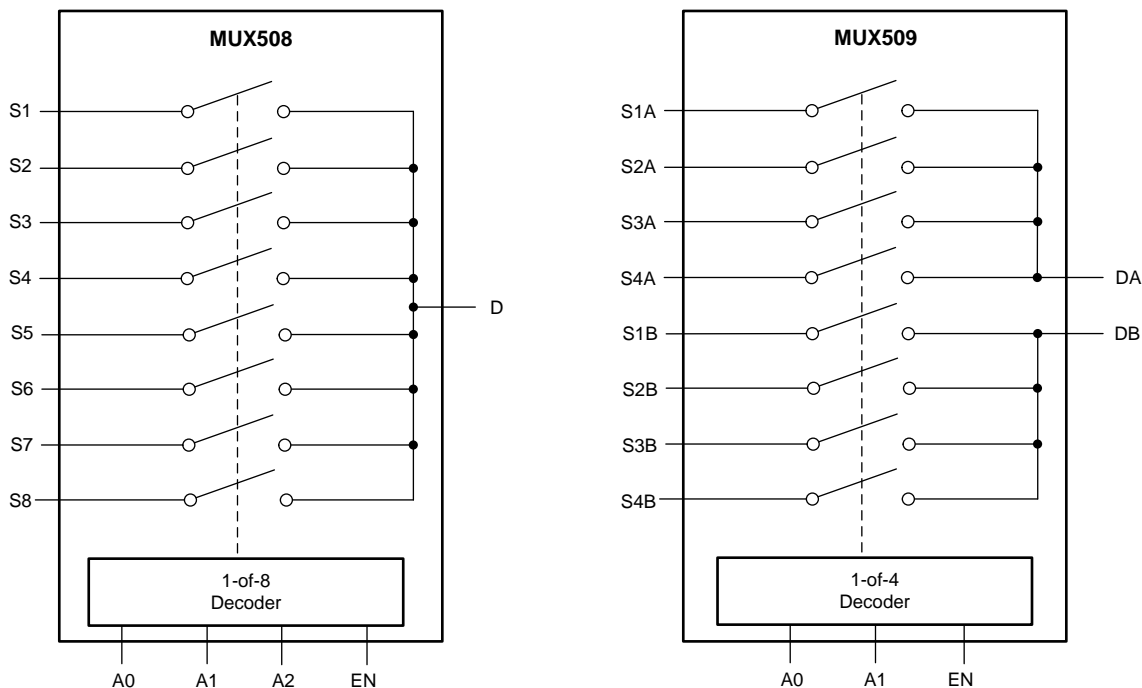 MUX508
S1
S2
S3
S4
S5
S6
S7
S8
D
1-of-8
Decoder
A0 A1 A2 EN
MUX509
S1A
S2A
S3A
S4A
S1B
S2B
S3B
S4B
DA
DB
1-of-4
Decoder
A0 A1 EN